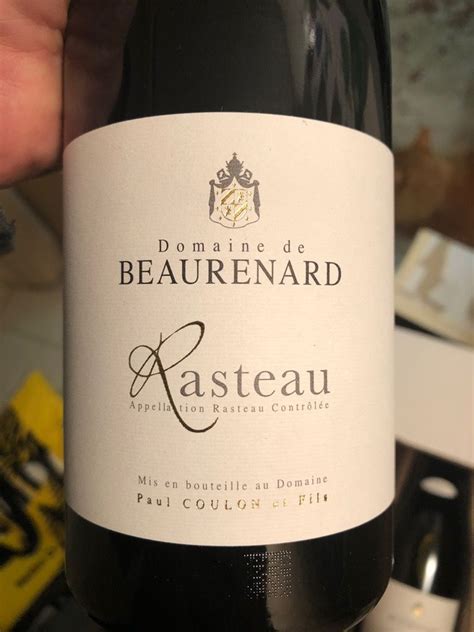 Domaine de
BEAURENARD
Rasteau
Appellation Rasteau Contrôlée
Mis en bouteille au Domaine
Paul COULON et Fils